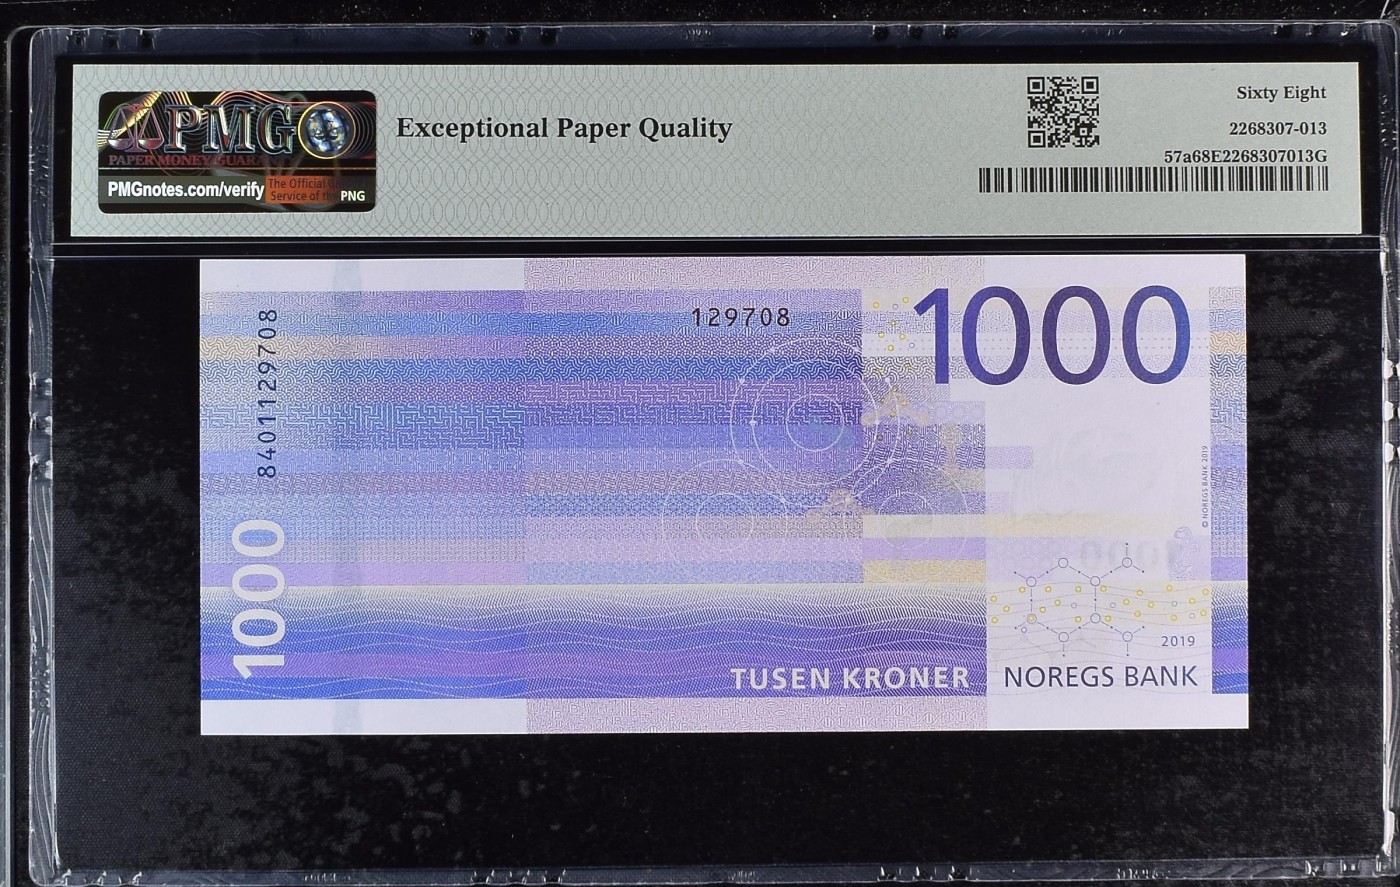 PMG
PAPER MONEY GUAR
PMGnotes.com/verify
The Official
Service of the PNG
Exceptional Paper Quality
Sixty Eight
2268307-013
57a68E2268307013G
8401129708
129708
1000
1000
© NOREGS BANK 2019
2019
TUSEN KRONER
NOREGS BANK